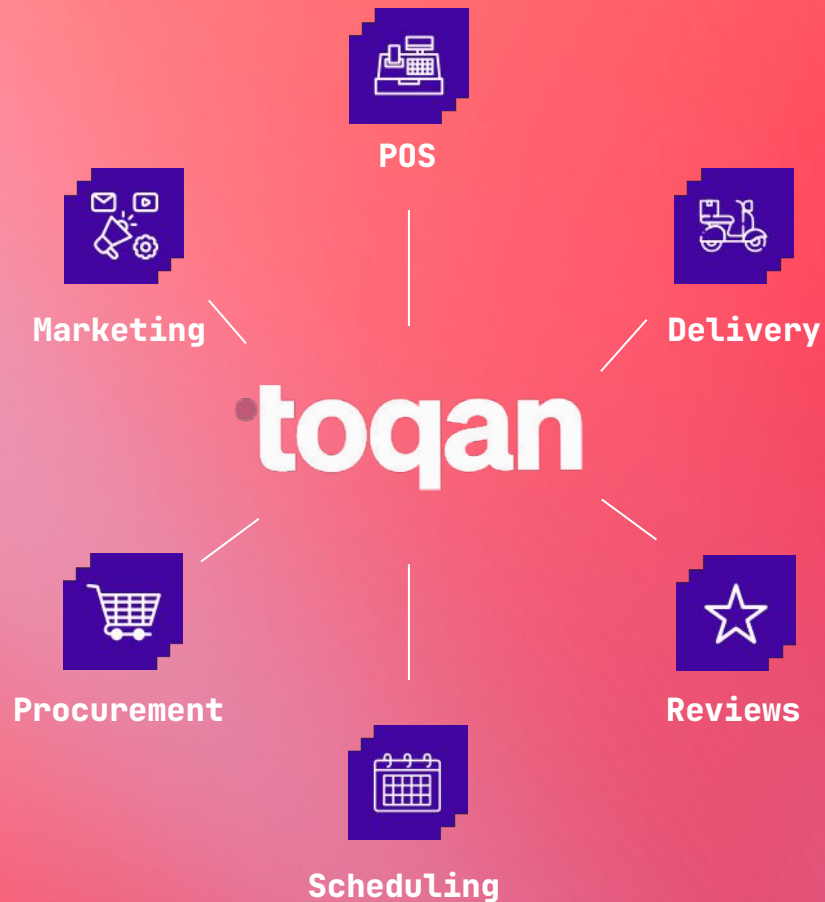 POS
Marketing
Delivery
toqan
Procurement
Reviews
Scheduling